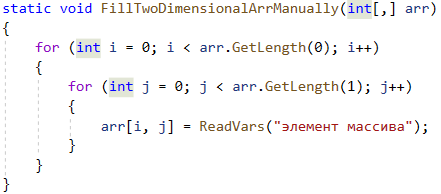 static void FillTwoDimensionalArrManually(int[,] arr)
{
    for (int i = 0; i < arr.GetLength(0); i++)
    {
        for (int j = 0; j < arr.GetLength(1); j++)
        {
            arr[i, j] = ReadVars("элемент массива");
        }
    }
}